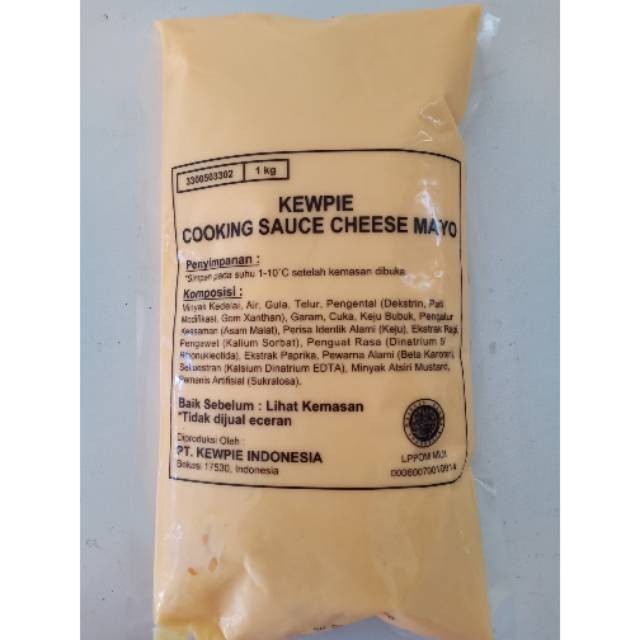 3300503302 1 kg
KEWPIE
COOKING SAUCE CHEESE MAYO
Penyimpanan :
*Simpan pada suhu 1-10°C setelah kemasan dibuka
Komposisi :
Minyak Kedelai, Air, Gula, Telur, Pengental (Dekstrin, Pati
Modifikasi, Gom Xanthan), Garam, Cuka, Keju Bubuk, Pengatur
Keasaman (Asam Malat), Perisa Identik Alami (Keju), Ekstrak Ragi,
Pengawet (Kalium Sorbat), Penguat Rasa (Dinatrium 5'
Ribonukleotida), Ekstrak Paprika, Pewarna Alami (Beta Karoten),
Sekuestran (Kalsium Dinatrium EDTA), Minyak Atsiri Mustard,
Pemanis Artifisial (Sukralosa).
Baik Sebelum : Lihat Kemasan
*Tidak dijual eceran
Diproduksi Oleh :
PT. KEWPIE INDONESIA
Bekasi 17530, Indonesia
LPPOM MUI
00060070010914